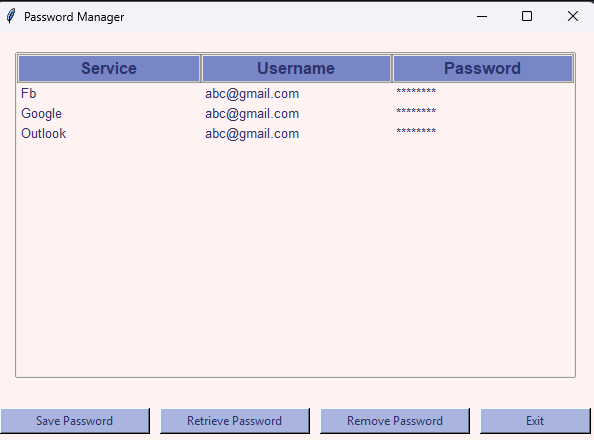 Password Manager
Service Username Password
Fb abc@gmail.com ********
Google abc@gmail.com ********
Outlook abc@gmail.com ********
Save Password Retrieve Password Remove Password Exit